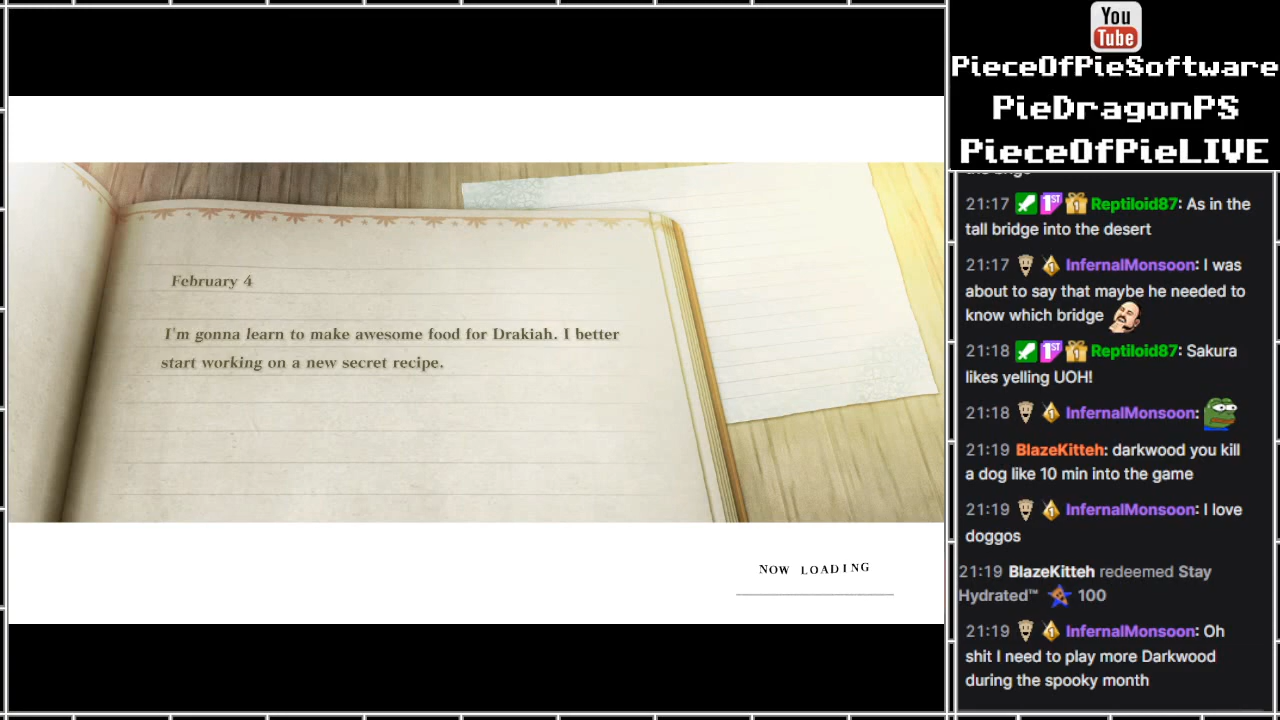 You
Tube
PieceOfPieSoftware
PieDragonPS
PieceOfPieLIVE
February 4
I'm gonna learn to make awesome food for Drakiah. I better
start working on a new secret recipe.
NOW LOADING
21:17 Reptiloid87: As in the
tall bridge into the desert
21:17 InfernalMonsoon: I was
about to say that maybe he needed to
know which bridge
21:18 Reptiloid87: Sakura
likes yelling UOH!
21:18 InfernalMonsoon:
21:19 BlazeKitteh: darkwood you kill
a dog like 10 min into the game
21:19 InfernalMonsoon: I love
doggos
21:19 BlazeKitteh redeemed Stay
Hydrated™ 100
21:19 InfernalMonsoon: Oh
shit I need to play more Darkwood
during the spooky month